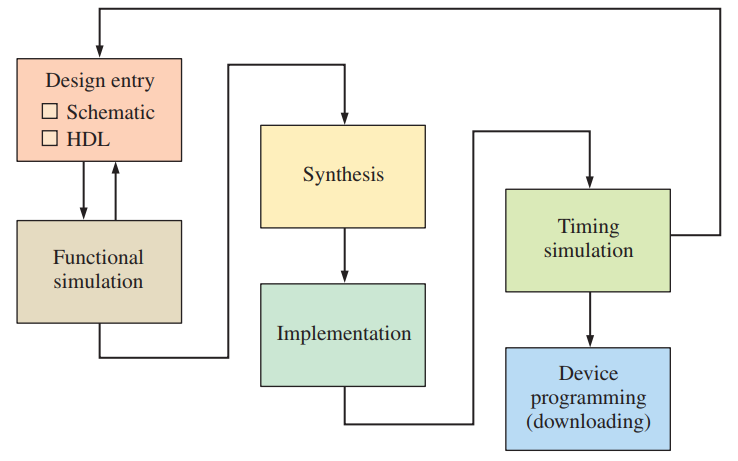 Design entry
Schematic
HDL
Functional
simulation
Synthesis
Implementation
Timing
simulation
Device
programming
(downloading)